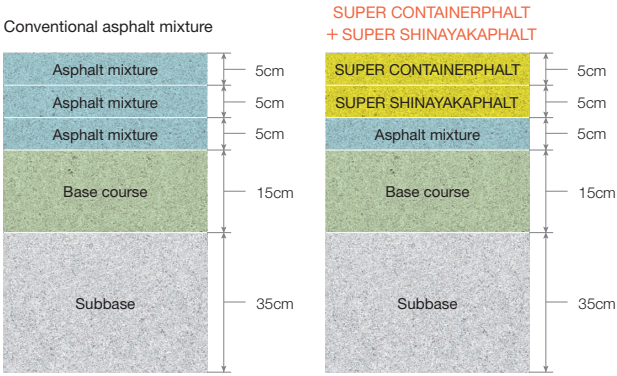 Conventional asphalt mixture
Asphalt mixture
5cm
Asphalt mixture
5cm
Asphalt mixture
5cm
Base course
15cm
Subbase
35cm
SUPER CONTAINERPHALT
+ SUPER SHINAYAKAPHALT
SUPER CONTAINERPHALT
5cm
SUPER SHINAYAKAPHALT
5cm
Asphalt mixture
5cm
Base course
15cm
Subbase
35cm